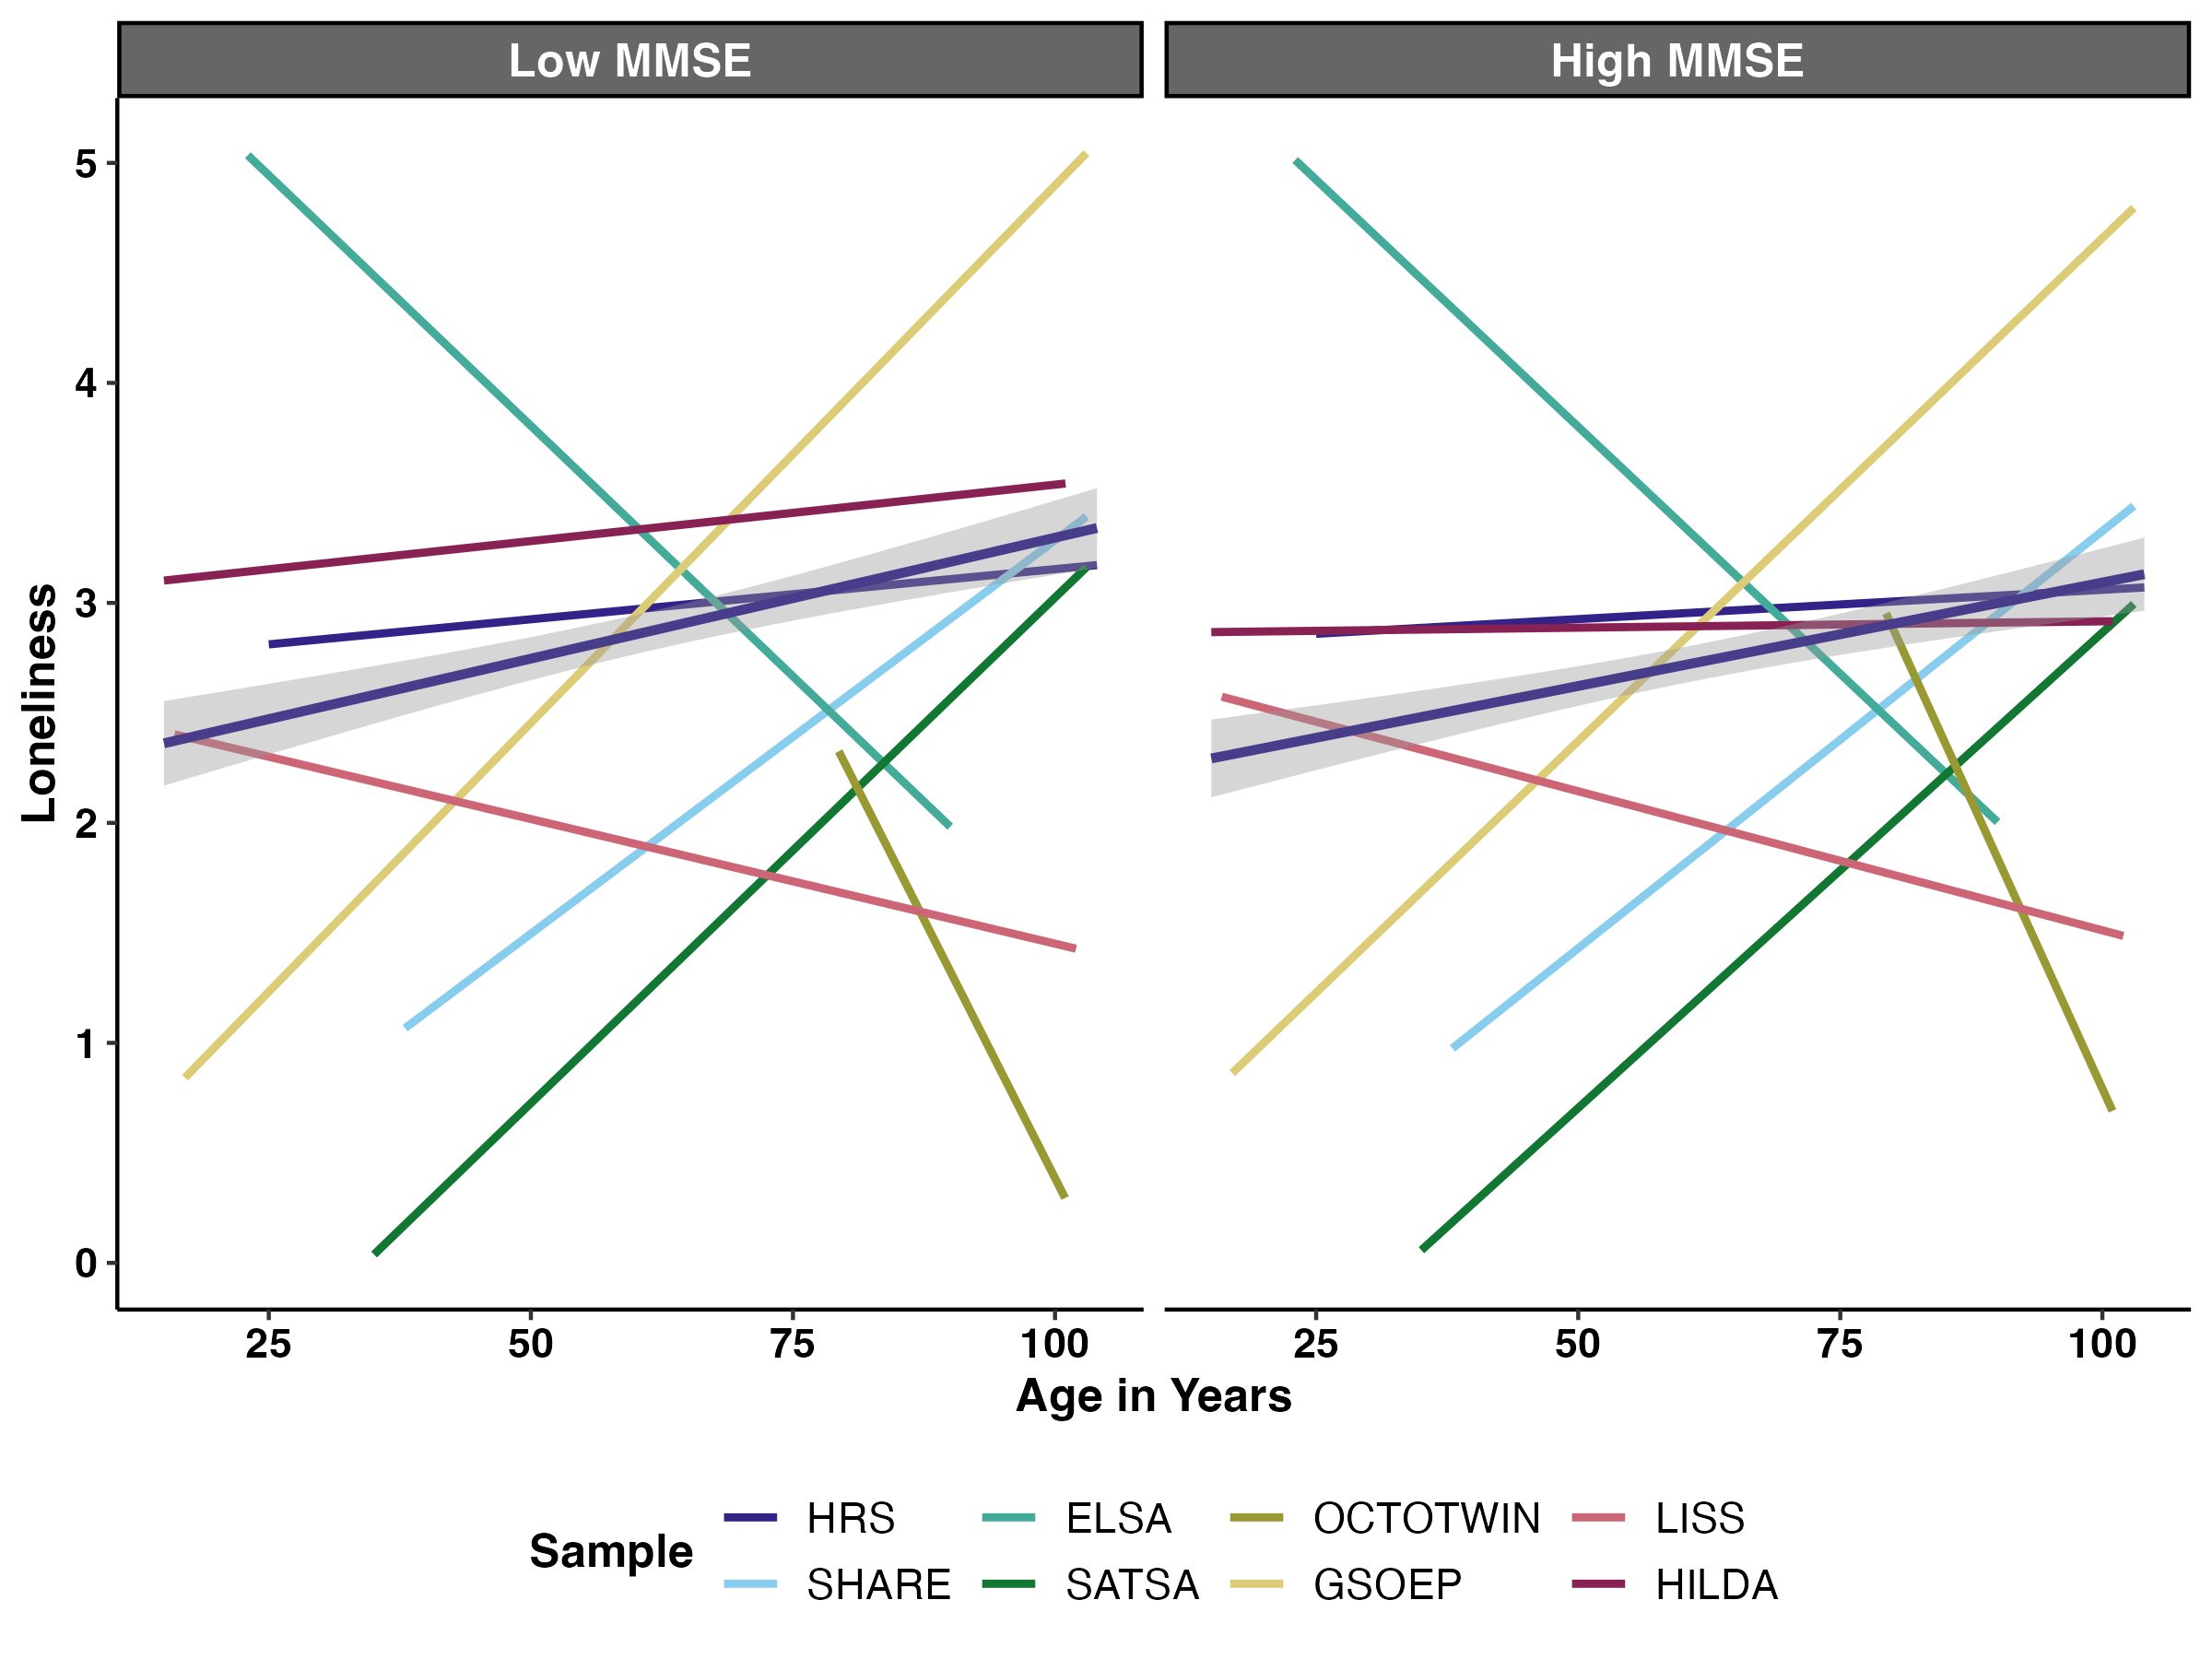 Low MMSE
High MMSE
5
4
3
2
1
0
Loneliness
25 50 75 100
25 50 75 100
Age in Years
Sample
HRS ELSA OCTOTWIN LISS
SHARE SATSA GSOEP HILDA